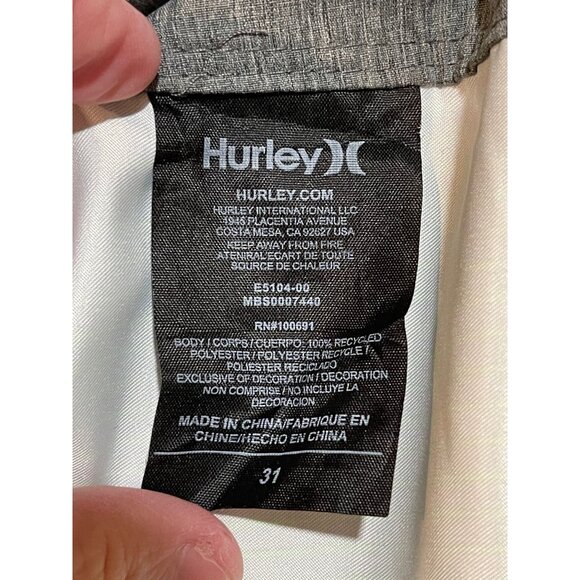 Hurley
HURLEY.COM
HURLEY INTERNATIONAL LLC
1945 PLACENTIA AVENUE
COSTA MESA, CA 92627 USA
KEEP AWAY FROM FIRE
ATENIRAL'ECART DE TOUTE
SOURCE DE CHALEUR
E5104-00
MBS0007440
RN#100691
BODY / CORPS / CUERPO: 100% RECYCLED
POLYESTER / POLYESTER RECYCLE /
POLIESTER RECICLADO
EXCLUSIVE OF DECORATION / DECORATION
NON COMPRISE / NO INCLUYE LA
DECORACION
MADE IN CHINA/FABRIQUE EN
CHINE/HECHO EN CHINA
31